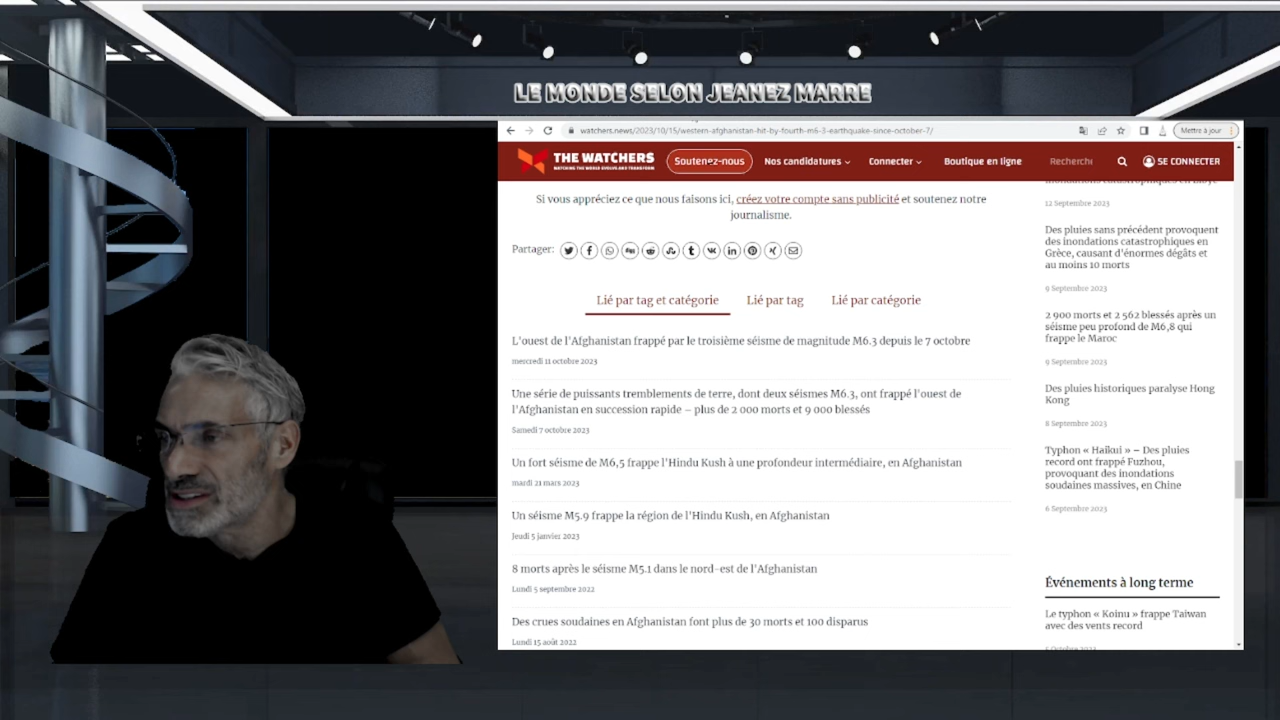 LE MONDE SELON JEANEZ MARRE
watchers.news/2023/10/15/western-afghanistan-hit-by-fourth-m6-3-earthquake-since-october-7/
Mettre à jour
THE WATCHERS
WATCHING THE WORLD EVOLVE AND TRANSFORM
Soutenez-nous
Nos candidatures
Connecter
Boutique en ligne
Recherche
SE CONNECTER
Si vous appréciez ce que nous faisons ici, créez votre compte sans publicité et soutenez notre
journalisme.
Partager:
Lié par tag et catégorie
Lié par tag
Lié par catégorie
L'ouest de l'Afghanistan frappé par le troisième séisme de magnitude M6.3 depuis le 7 octobre
mercredi 11 octobre 2023
Une série de puissants tremblements de terre, dont deux séismes M6.3, ont frappé l'ouest de
l'Afghanistan en succession rapide – plus de 2 000 morts et 9 000 blessés
Samedi 7 octobre 2023
Un fort séisme de M6,5 frappe l'Hindu Kush à une profondeur intermédiaire, en Afghanistan
mardi 21 mars 2023
Un séisme M5.9 frappe la région de l'Hindu Kush, en Afghanistan
Jeudi 5 janvier 2023
8 morts après le séisme M5.1 dans le nord-est de l'Afghanistan
Lundi 5 septembre 2022
Des crues soudaines en Afghanistan font plus de 30 morts et 100 disparus
Lundi 15 août 2022
inondations catastrophiques en Libye
12 Septembre 2023
Des pluies sans précédent provoquent
des inondations catastrophiques en
Grèce, causant d'énormes dégâts et
au moins 10 morts
9 Septembre 2023
2 900 morts et 2 562 blessés après un
séisme peu profond de M6,8 qui
frappe le Maroc
9 Septembre 2023
Des pluies historiques paralyse Hong
Kong
8 Septembre 2023
Typhon « Haikui » – Des pluies
record ont frappé Fuzhou,
provoquant des inondations
soudaines massives, en Chine
6 Septembre 2023
Événements à long terme
Le typhon « Koinu » frappe Taiwan
avec des vents record
5 Octobre 2023